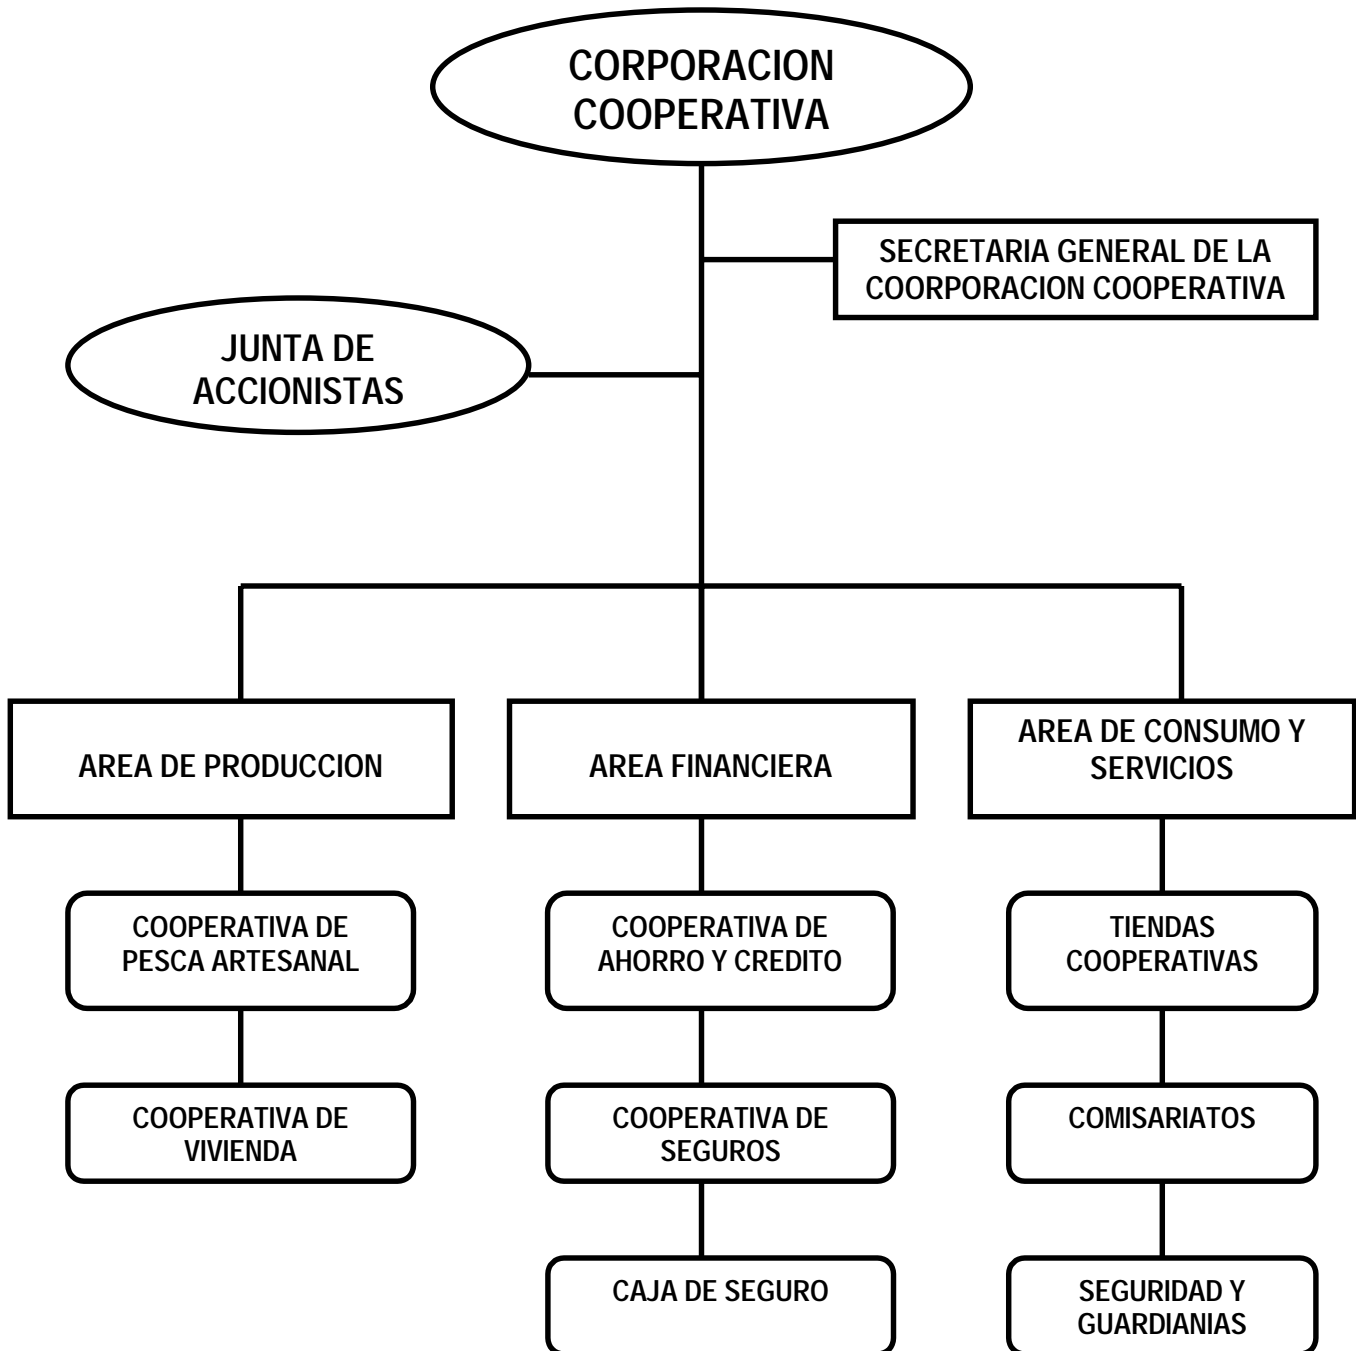 CORPORACION
COOPERATIVA
SECRETARIA GENERAL DE LA
COORPORACION COOPERATIVA
JUNTA DE
ACCIONISTAS
AREA DE PRODUCCION
AREA FINANCIERA
AREA DE CONSUMO Y
SERVICIOS
COOPERATIVA DE
PESCA ARTESANAL
COOPERATIVA DE
AHORRO Y CREDITO
TIENDAS
COOPERATIVAS
COOPERATIVA DE
VIVIENDA
COOPERATIVA DE
SEGUROS
COMISARIATOS
CAJA DE SEGURO
SEGURIDAD Y
GUARDIANIAS